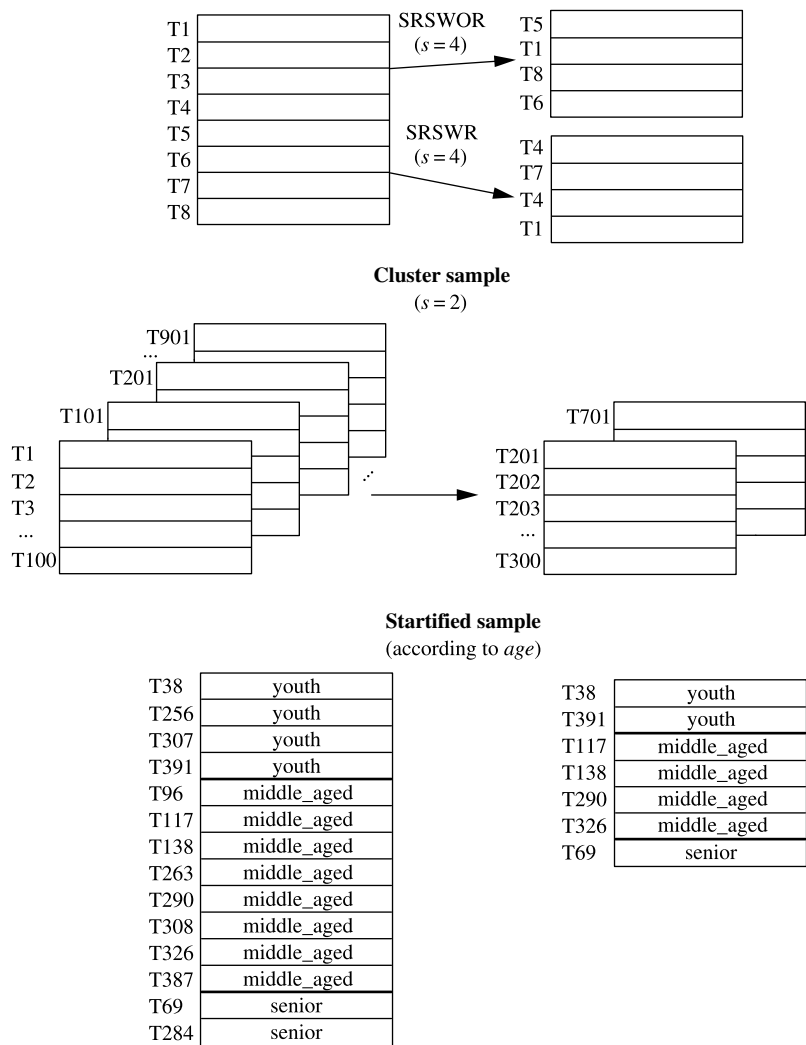 T1
T2
T3
T4
T5
T6
T7
T8
SRSWOR
(s = 4)
SRSWR
(s = 4)
T5
T1
T8
T6
T4
T7
T4
T1
Cluster sample
(s = 2)
T901
...
T201
T101
T1
T2
T3
...
T100
...
T701
T201
T202
T203
...
T300
Startified sample
(according to age)
T38 youth
T256 youth
T307 youth
T391 youth
T96 middle_aged
T117 middle_aged
T138 middle_aged
T263 middle_aged
T290 middle_aged
T308 middle_aged
T326 middle_aged
T387 middle_aged
T69 senior
T284 senior
T38 youth
T391 youth
T117 middle_aged
T138 middle_aged
T290 middle_aged
T326 middle_aged
T69 senior